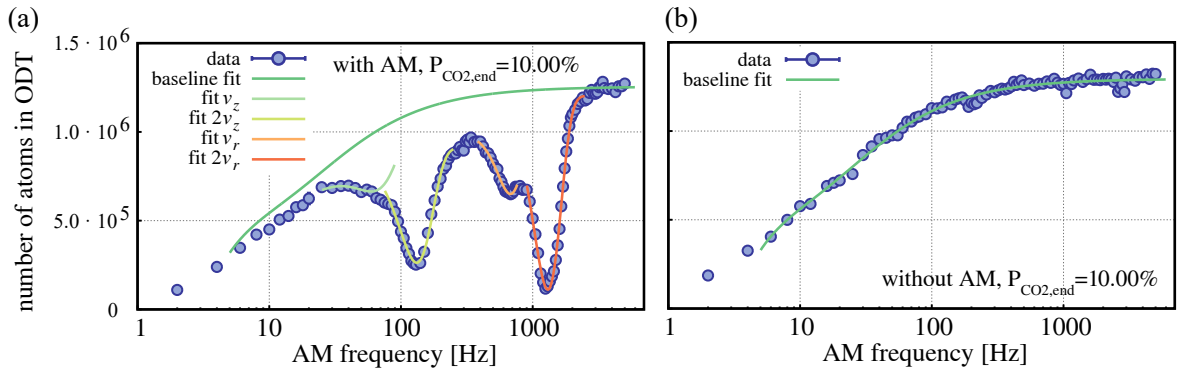 (a)
number of atoms in ODT
1.5 · 10^6
1.0 · 10^6
5.0 · 10^5
0
data
baseline fit
fit ν_z
fit 2ν_z
fit ν_r
fit 2ν_r
with AM, P_CO2,end=10.00%
1 10 100 1000
AM frequency [Hz]
(b)
data
baseline fit
without AM, P_CO2,end=10.00%
1 10 100 1000
AM frequency [Hz]